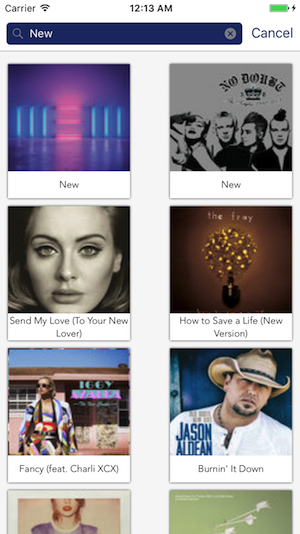 Carrier 12:13 AM
New Cancel
NO DOUBT
New
New
the fray
Send My Love (To Your New
Lover)
How to Save a Life (New
Version)
IGGY
JASON
ALDEAN
Fancy (feat. Charli XCX)
Burnin' It Down